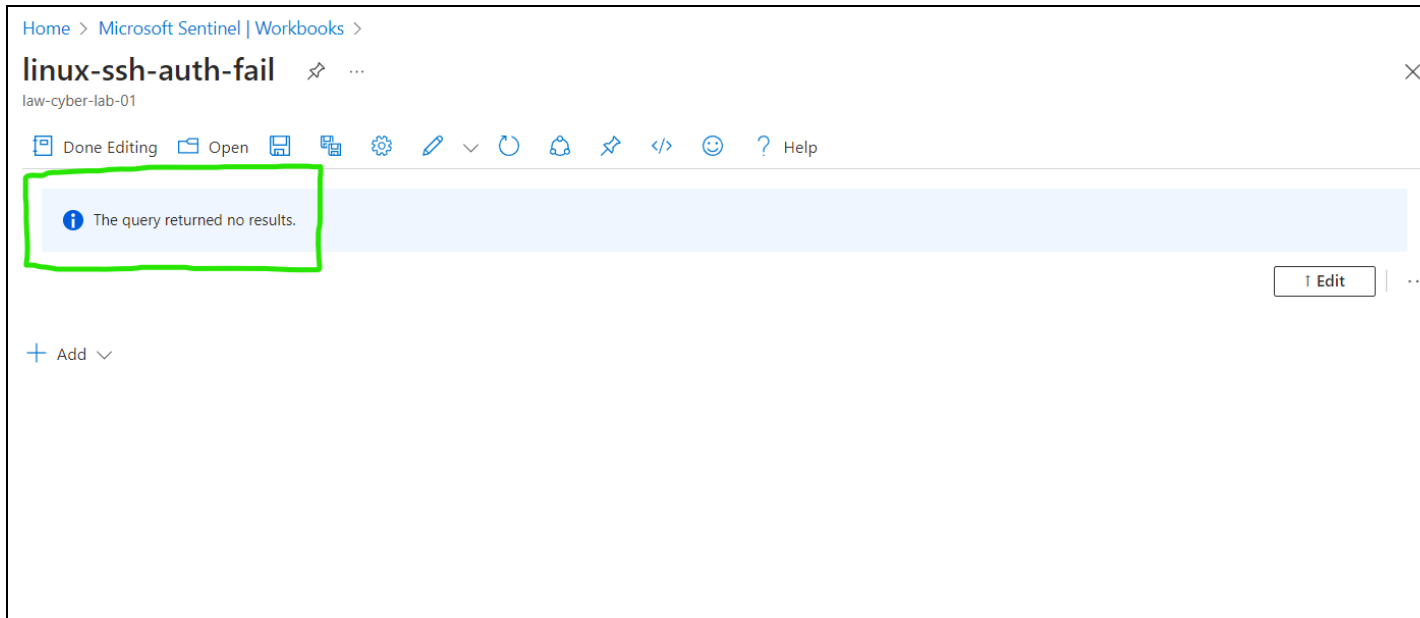 Home > Microsoft Sentinel | Workbooks >
linux-ssh-auth-fail ...
law-cyber-lab-01
Done Editing Open </> ? Help
The query returned no results.
↑ Edit | ..
+ Add